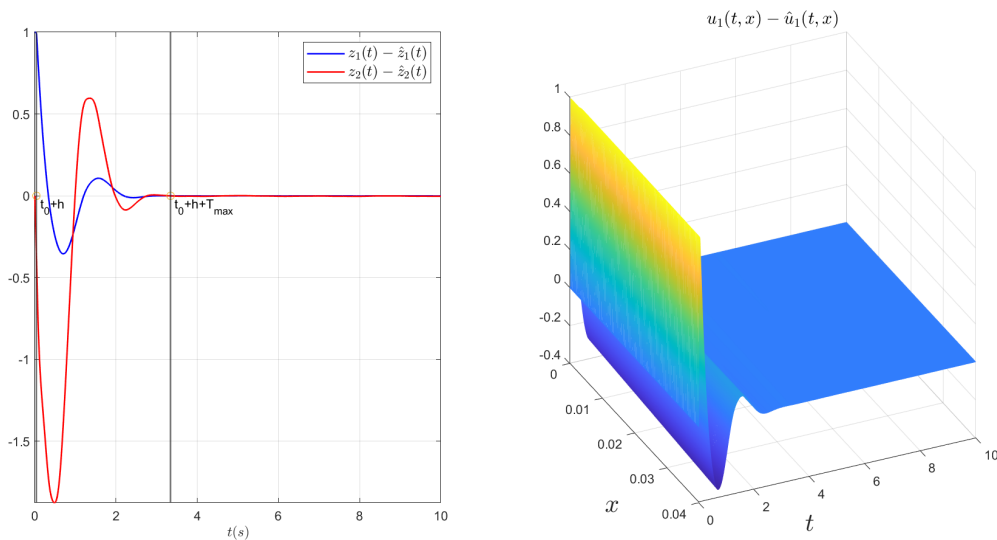 1
0.5
0
-0.5
-1
-1.5
z₁(t) − ẑ₁(t)
z₂(t) − ẑ₂(t)
t₀+h
t₀+h+Tₘₐₓ
0 2 4 6 8 10
t(s)
u₁(t, x) − û₁(t, x)
1
0.8
0.6
0.4
0.2
0
-0.2
-0.4
0
0.01
0.02
0.03
0.04
x
0 2 4 6 8 10
t